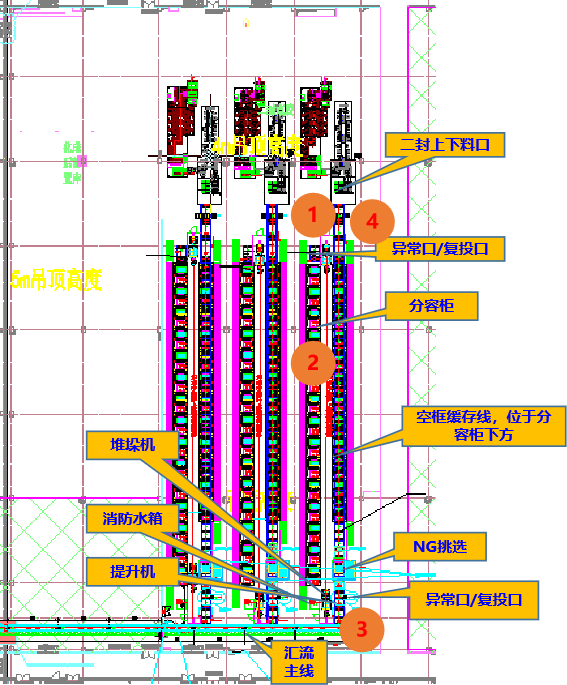 二封上下料口
1
4
异常口/复投口
5m吊顶高度
分容柜
2
空框缓存线，位于分
容柜下方
堆垛机
消防水箱
NG挑选
提升机
异常口/复投口
3
汇流
主线